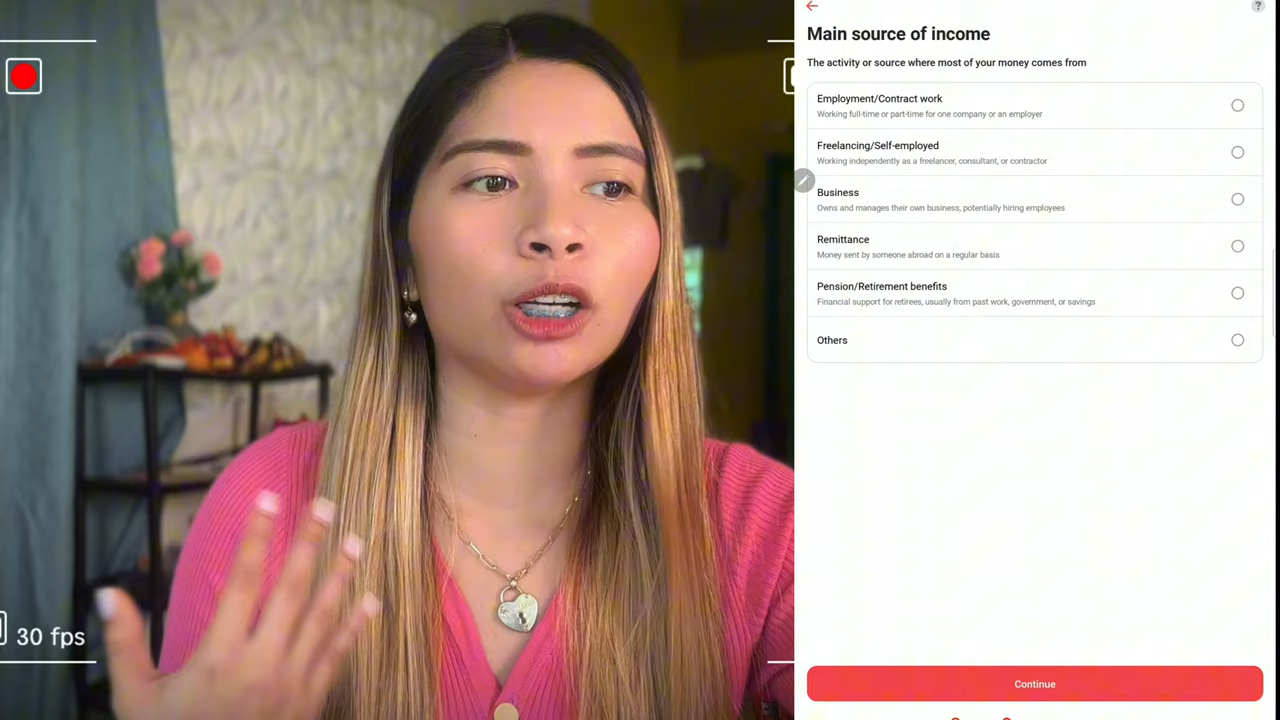 30 fps
?
Main source of income
The activity or source where most of your money comes from
Employment/Contract work
Working full-time or part-time for one company or an employer
Freelancing/Self-employed
Working independently as a freelancer, consultant, or contractor
Business
Owns and manages their own business, potentially hiring employees
Remittance
Money sent by someone abroad on a regular basis
Pension/Retirement benefits
Financial support for retirees, usually from past work, government, or savings
Others
Continue